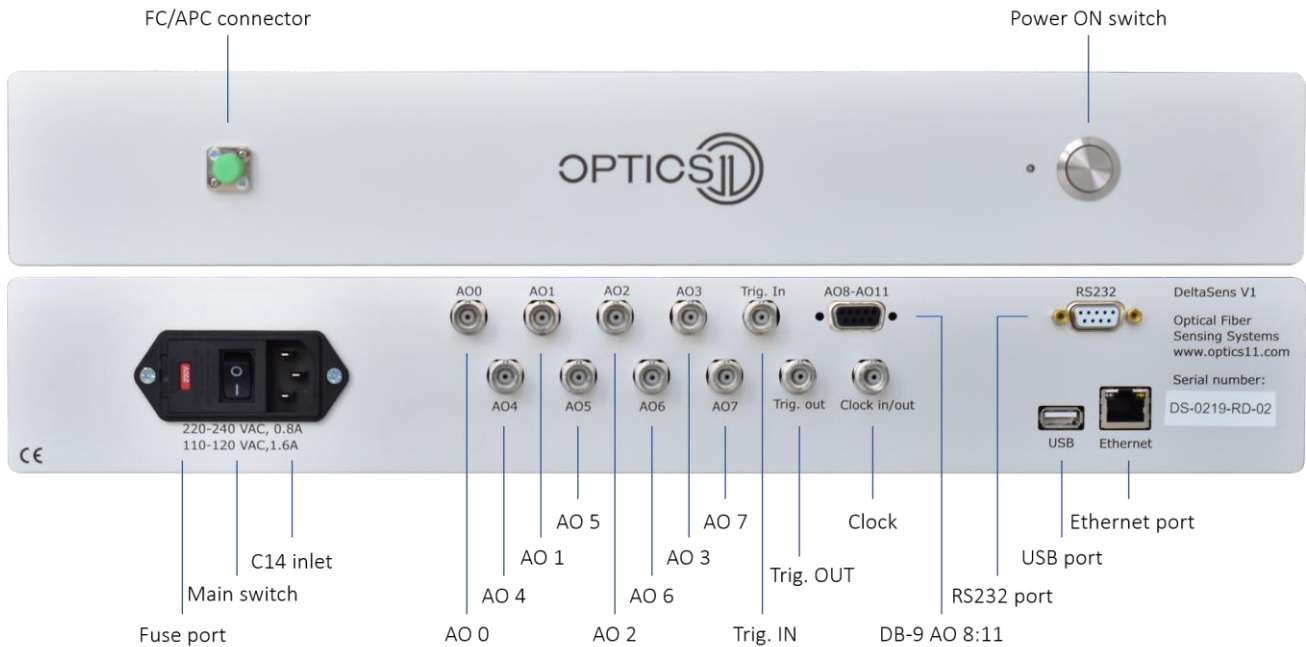 FC/APC connector
Power ON switch
OPTICS11
AO0 AO1 AO2 AO3 Trig. In AO8-AO11 RS232
DeltaSens V1
Optical Fiber
Sensing Systems
www.optics11.com
Serial number:
DS-0219-RD-02
230V
AO4 AO5 AO6 AO7 Trig. out Clock in/out
220-240 VAC, 0.8A
110-120 VAC,1.6A
CE
USB Ethernet
AO 5 AO 7 Clock Ethernet port
C14 inlet AO 1 AO 3 USB port
Trig. OUT
Main switch AO 4 AO 6 RS232 port
Fuse port AO 0 AO 2 Trig. IN DB-9 AO 8:11